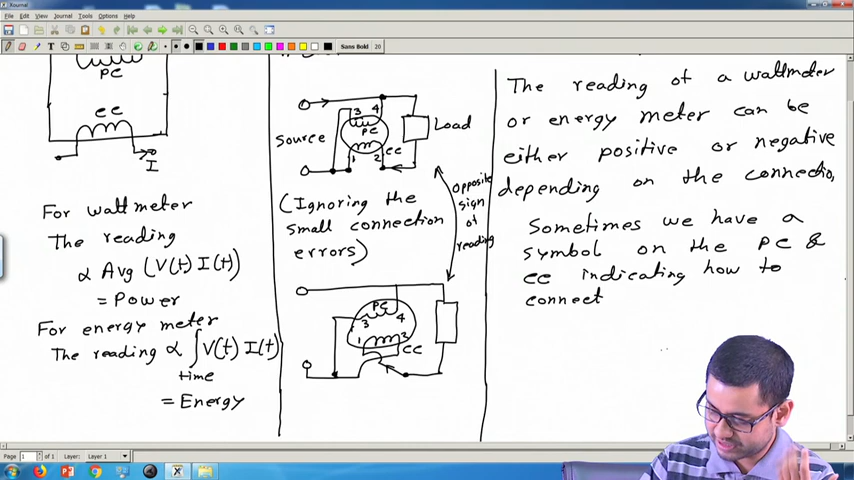 Xournal
File Edit View Journal Tools Options Help
Sans Bold 20
PC
CC
I
For wattmeter
The reading
∝ Avg (V(t) I(t))
= Power
For energy meter
The reading ∝ ∫ V(t) I(t)
time
= Energy
3 4
PC
Source
Load
CC
1 2
(Ignoring the
small connection
errors)
opposite
sign
of
reading
PC
3 4
1 2
CC
The reading of a wattmeter
or energy meter can be
either positive or negative
depending on the connectio
Sometimes we have a
symbol on the PC &
CC indicating how to
connect
Page 1 of 1 Layer: Layer 1